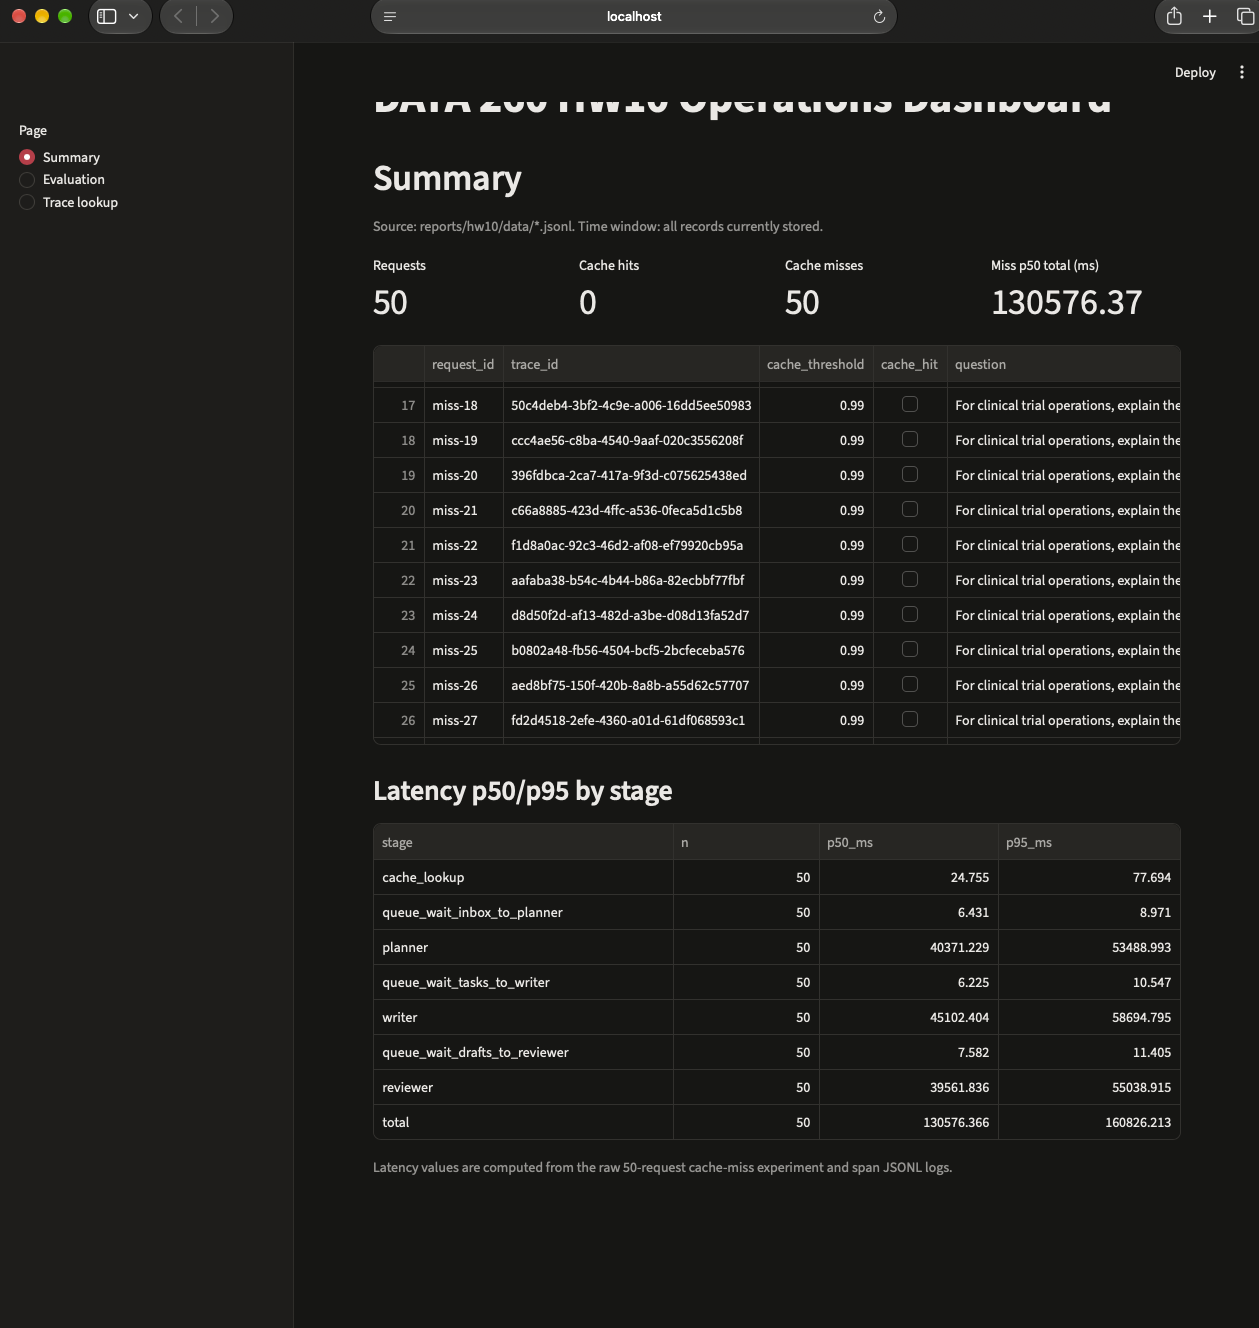 localhost
Deploy
Page
Summary
Evaluation
Trace lookup
DATA 260 HW10 Operations Dashboard
Summary
Source: reports/hw10/data/*.jsonl. Time window: all records currently stored.
Requests Cache hits Cache misses Miss p50 total (ms)
50 0 50 130576.37
request_id trace_id cache_threshold cache_hit question
17 miss-18 50c4deb4-3bf2-4c9e-a006-16dd5ee50983 0.99 For clinical trial operations, explain the
18 miss-19 ccc4ae56-c8ba-4540-9aaf-020c3556208f 0.99 For clinical trial operations, explain the
19 miss-20 396fdbca-2ca7-417a-9f3d-c075625438ed 0.99 For clinical trial operations, explain the
20 miss-21 c66a8885-423d-4ffc-a536-0feca5d1c5b8 0.99 For clinical trial operations, explain the
21 miss-22 f1d8a0ac-92c3-46d2-af08-ef79920cb95a 0.99 For clinical trial operations, explain the
22 miss-23 aafaba38-b54c-4b44-b86a-82ecbbf77fbf 0.99 For clinical trial operations, explain the
23 miss-24 d8d50f2d-af13-482d-a3be-d08d13fa52d7 0.99 For clinical trial operations, explain the
24 miss-25 b0802a48-fb56-4504-bcf5-2bcfeceba576 0.99 For clinical trial operations, explain the
25 miss-26 aed8bf75-150f-420b-8a8b-a55d62c57707 0.99 For clinical trial operations, explain the
26 miss-27 fd2d4518-2efe-4360-a01d-61df068593c1 0.99 For clinical trial operations, explain the
Latency p50/p95 by stage
stage n p50_ms p95_ms
cache_lookup 50 24.755 77.694
queue_wait_inbox_to_planner 50 6.431 8.971
planner 50 40371.229 53488.993
queue_wait_tasks_to_writer 50 6.225 10.547
writer 50 45102.404 58694.795
queue_wait_drafts_to_reviewer 50 7.582 11.405
reviewer 50 39561.836 55038.915
total 50 130576.366 160826.213
Latency values are computed from the raw 50-request cache-miss experiment and span JSONL logs.